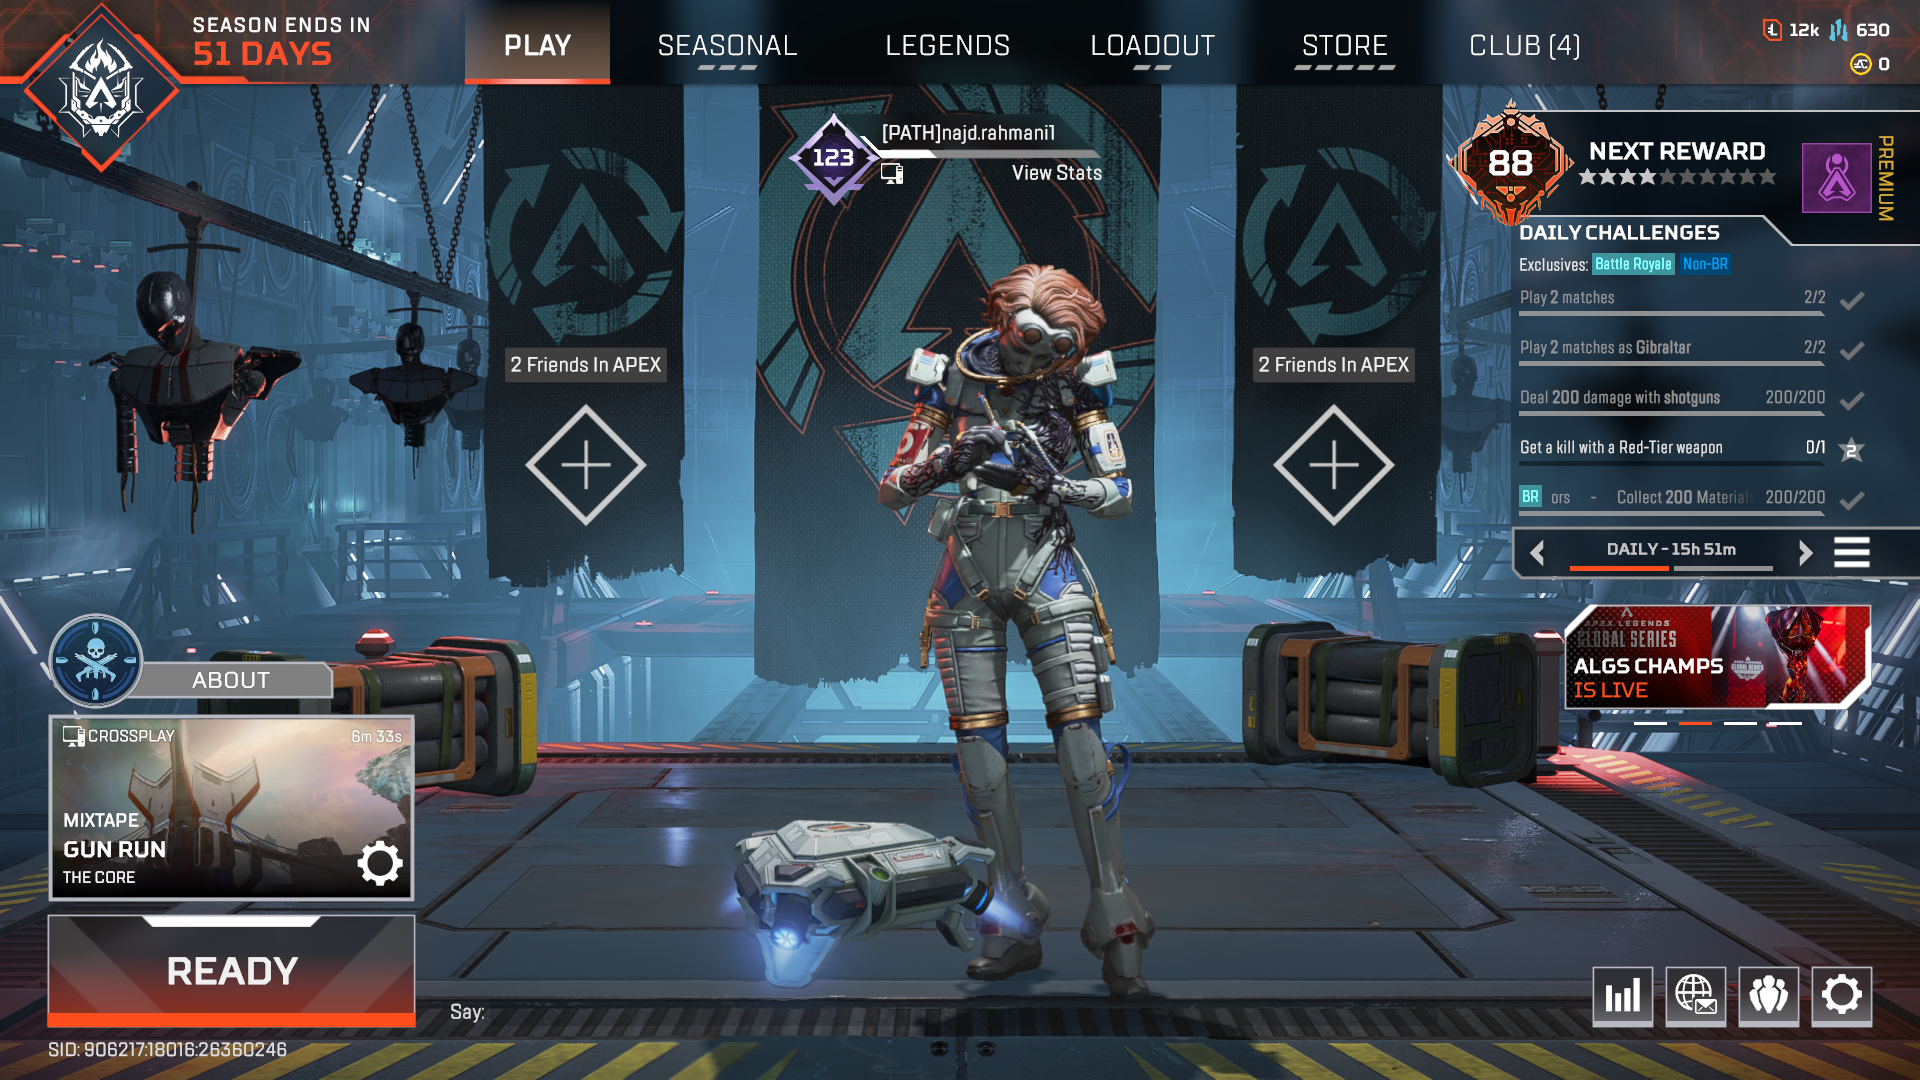 SEASON ENDS IN
51 DAYS
PLAY
SEASONAL
LEGENDS
LOADOUT
STORE
CLUB (4)
12k
630
0
123
[PATH]najd.rahmani1
View Stats
88
NEXT REWARD
PREMIUM
DAILY CHALLENGES
Exclusives: Battle Royale Non-BR
Play 2 matches 2/2
Play 2 matches as Gibraltar 2/2
Deal 200 damage with shotguns 200/200
Get a kill with a Red-Tier weapon 0/1 2
BR ors - Collect 200 Materials 200/200
DAILY - 15h 51m
2 Friends In APEX
2 Friends In APEX
APEX LEGENDS
GLOBAL SERIES
ALGS CHAMPS
IS LIVE
ABOUT
CROSSPLAY 6m 33s
MIXTAPE
GUN RUN
THE CORE
READY
Say:
SID: 906217:18016:26360246